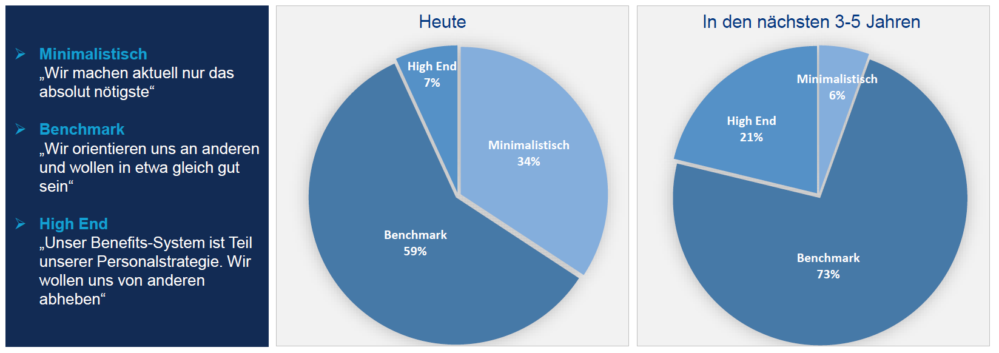 Minimalistisch
„Wir machen aktuell nur das
absolut nötigste“
Benchmark
„Wir orientieren uns an anderen
und wollen in etwa gleich gut
sein“
High End
„Unser Benefits-System ist Teil
unserer Personalstrategie. Wir
wollen uns von anderen
abheben“
Heute
High End
7%
Minimalistisch
34%
Benchmark
59%
In den nächsten 3-5 Jahren
Minimalistisch
6%
High End
21%
Benchmark
73%